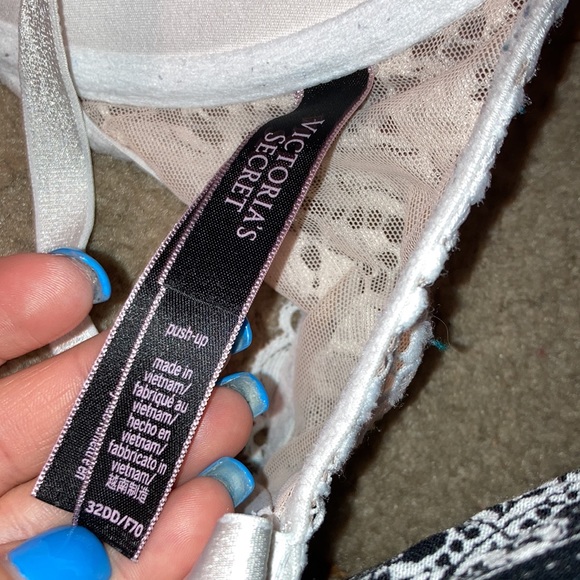 VICTORIA'S
SECRET
push-up
made in
vietnam/
fabriqué au
vietnam/
hecho en
vietnam/
fabbricato in
vietnam/
越南制造
32DD/F70